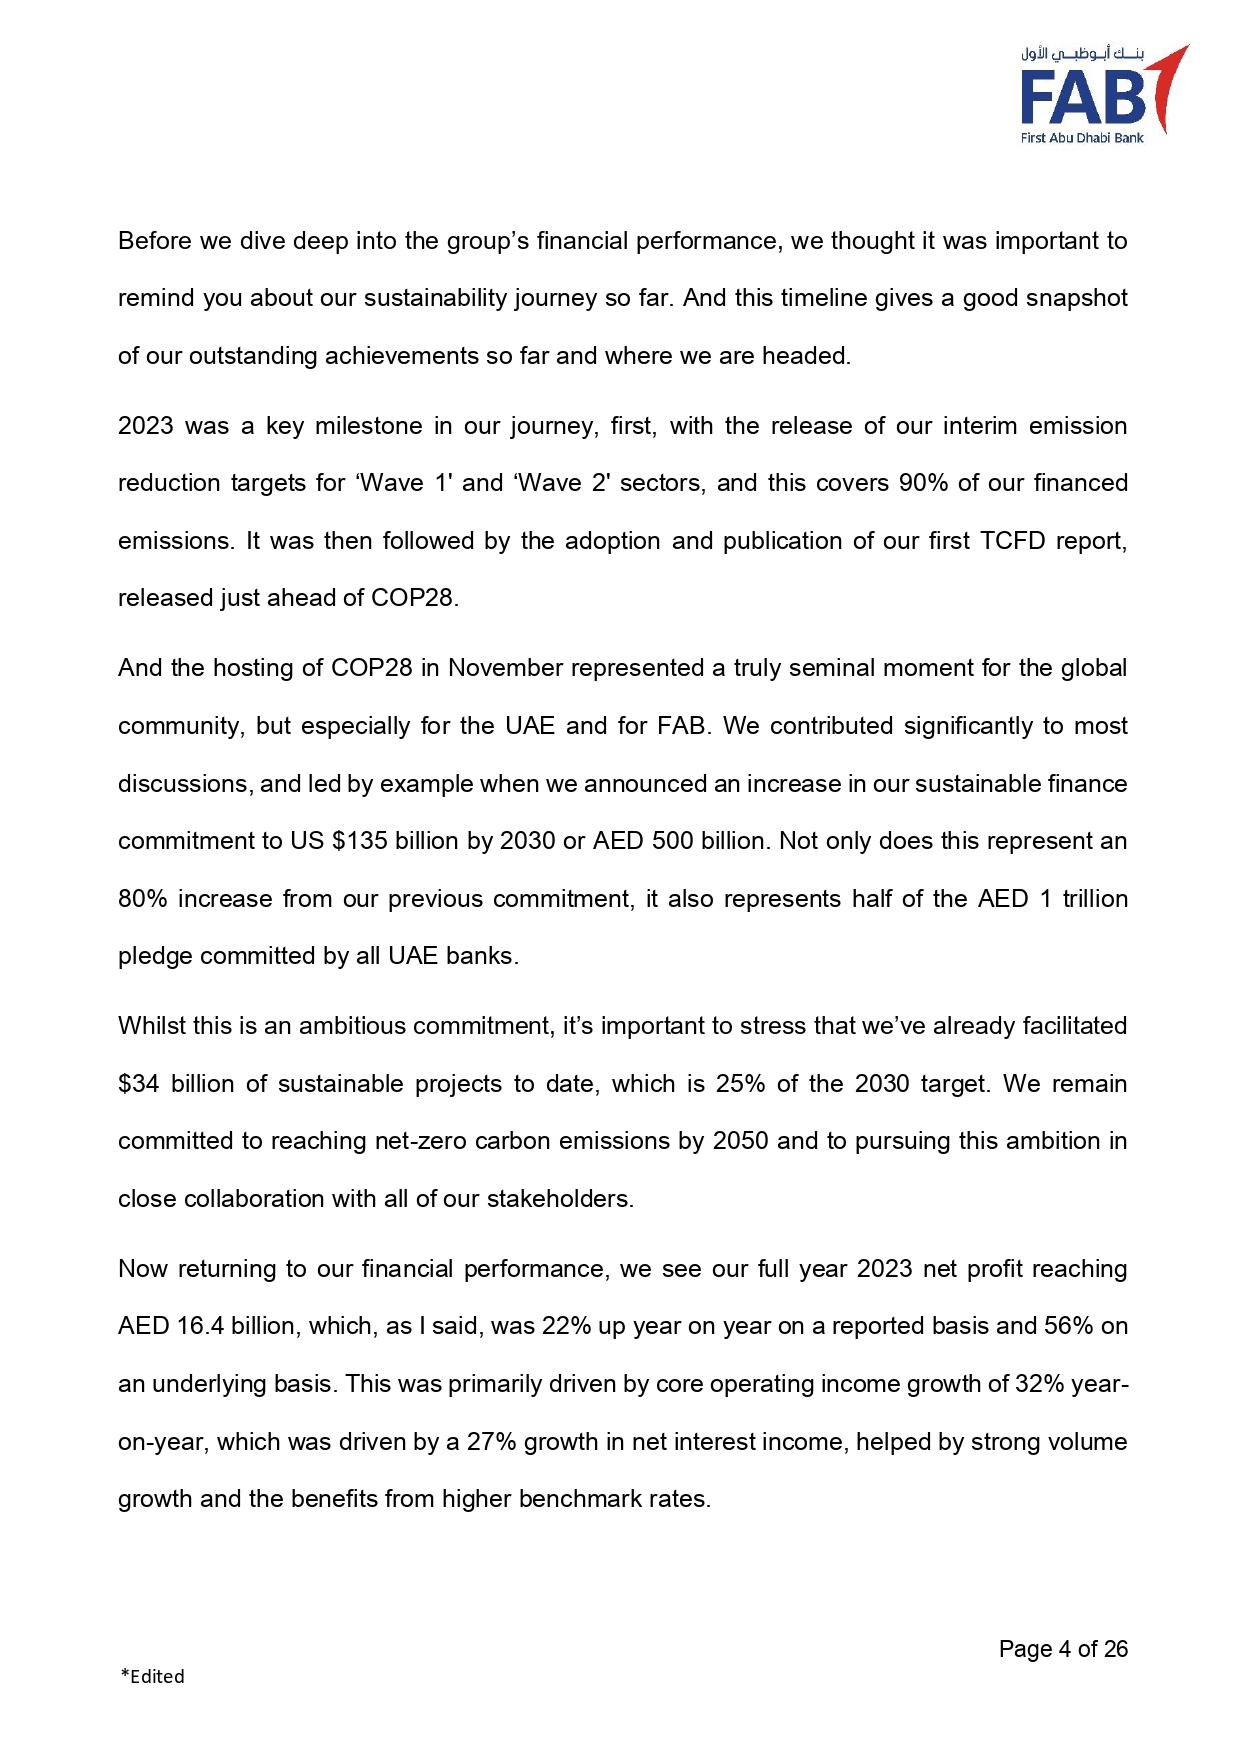 بنك أبوظبي الأول
FAB
First Abu Dhabi Bank
Before we dive deep into the group’s financial performance, we thought it was important to
remind you about our sustainability journey so far. And this timeline gives a good snapshot
of our outstanding achievements so far and where we are headed.
2023 was a key milestone in our journey, first, with the release of our interim emission
reduction targets for ‘Wave 1' and ‘Wave 2' sectors, and this covers 90% of our financed
emissions. It was then followed by the adoption and publication of our first TCFD report,
released just ahead of COP28.
And the hosting of COP28 in November represented a truly seminal moment for the global
community, but especially for the UAE and for FAB. We contributed significantly to most
discussions, and led by example when we announced an increase in our sustainable finance
commitment to US $135 billion by 2030 or AED 500 billion. Not only does this represent an
80% increase from our previous commitment, it also represents half of the AED 1 trillion
pledge committed by all UAE banks.
Whilst this is an ambitious commitment, it’s important to stress that we’ve already facilitated
$34 billion of sustainable projects to date, which is 25% of the 2030 target. We remain
committed to reaching net-zero carbon emissions by 2050 and to pursuing this ambition in
close collaboration with all of our stakeholders.
Now returning to our financial performance, we see our full year 2023 net profit reaching
AED 16.4 billion, which, as I said, was 22% up year on year on a reported basis and 56% on
an underlying basis. This was primarily driven by core operating income growth of 32% year-
on-year, which was driven by a 27% growth in net interest income, helped by strong volume
growth and the benefits from higher benchmark rates.
Page 4 of 26
*Edited